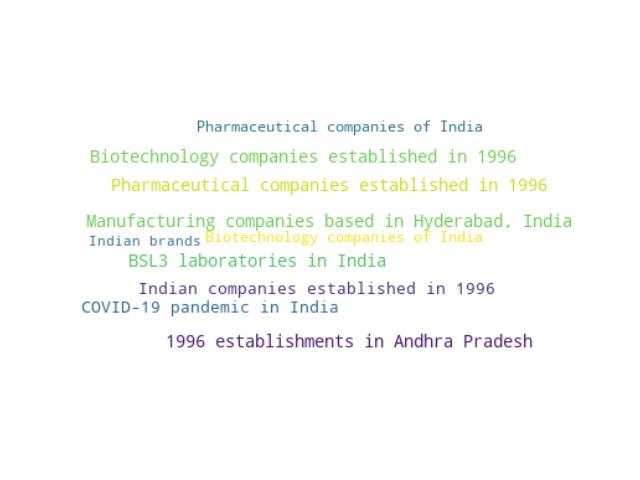 Pharmaceutical companies of India
Biotechnology companies established in 1996
Pharmaceutical companies established in 1996
Manufacturing companies based in Hyderabad, India
Indian brands
Biotechnology companies of India
BSL3 laboratories in India
Indian companies established in 1996
COVID-19 pandemic in India
1996 establishments in Andhra Pradesh